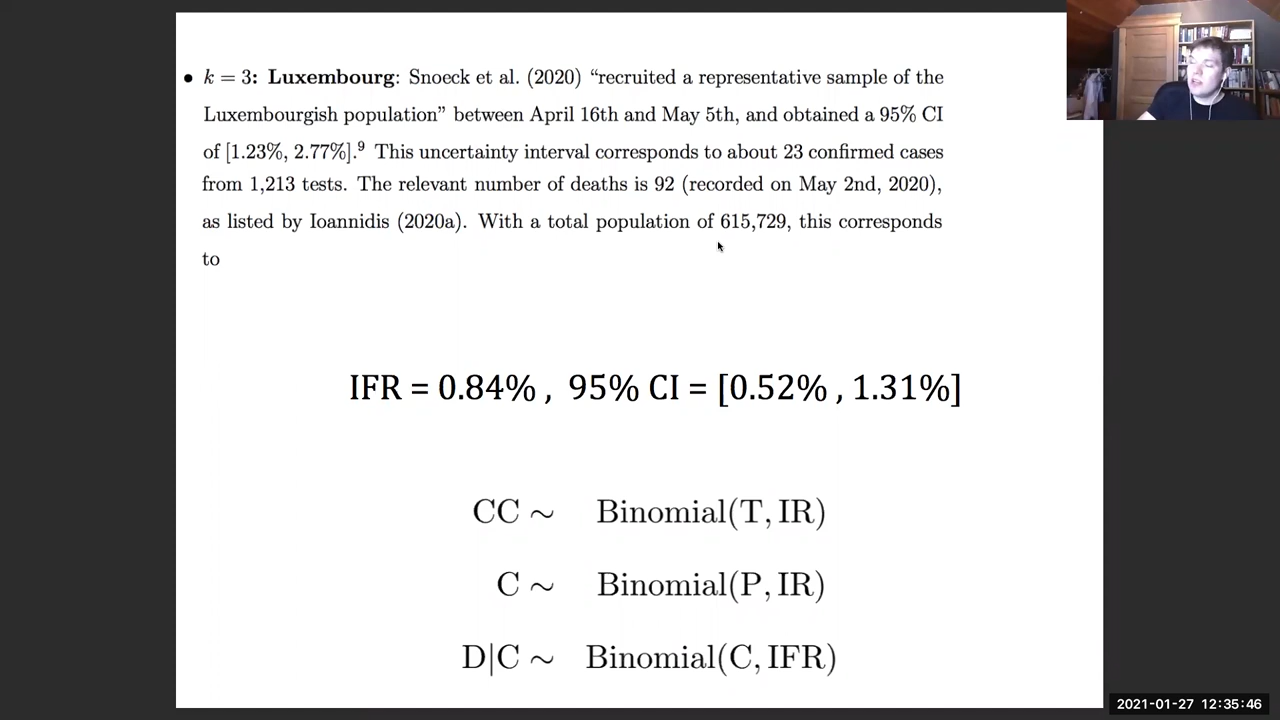 • k = 3: Luxembourg: Snoeck et al. (2020) “recruited a representative sample of the
Luxembourgish population” between April 16th and May 5th, and obtained a 95% CI
of [1.23%, 2.77%].⁹ This uncertainty interval corresponds to about 23 confirmed cases
from 1,213 tests. The relevant number of deaths is 92 (recorded on May 2nd, 2020),
as listed by Ioannidis (2020a). With a total population of 615,729, this corresponds
to
IFR = 0.84% , 95% CI = [0.52% , 1.31%]
CC ∼ Binomial(T, IR)
C ∼ Binomial(P, IR)
D|C ∼ Binomial(C, IFR)
2021-01-27 12:35:46